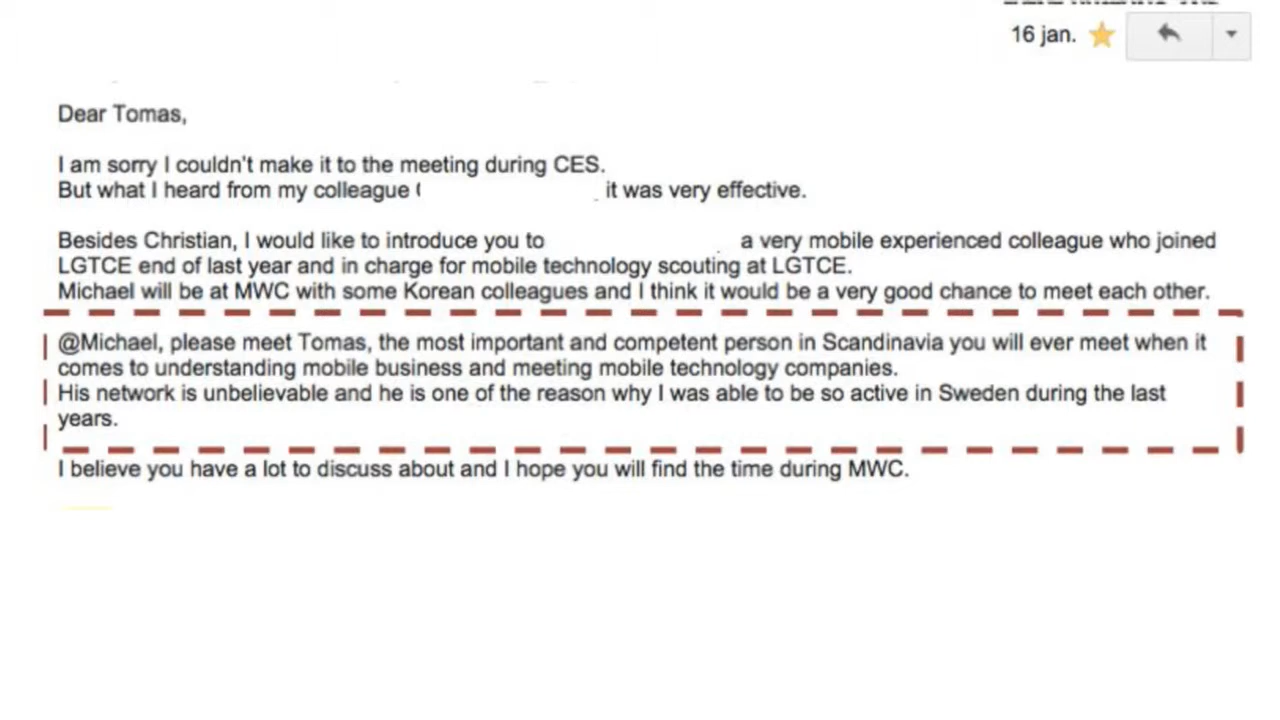 16 jan.
Dear Tomas,
I am sorry I couldn't make it to the meeting during CES.
But what I heard from my colleague it was very effective.
Besides Christian, I would like to introduce you to a very mobile experienced colleague who joined
LGTCE end of last year and in charge for mobile technology scouting at LGTCE.
Michael will be at MWC with some Korean colleagues and I think it would be a very good chance to meet each other.
@Michael, please meet Tomas, the most important and competent person in Scandinavia you will ever meet when it
comes to understanding mobile business and meeting mobile technology companies.
His network is unbelievable and he is one of the reason why I was able to be so active in Sweden during the last
years.
I believe you have a lot to discuss about and I hope you will find the time during MWC.